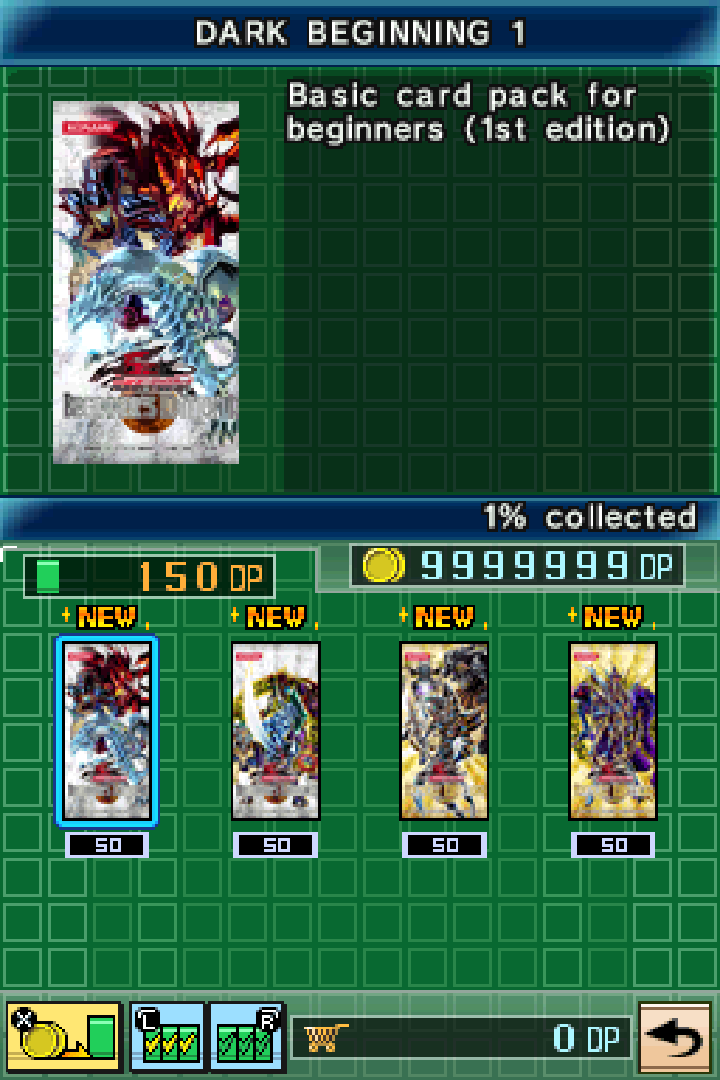 DARK BEGINNING 1
Basic card pack for
beginners (1st edition)
KONAMI
1% collected
150 DP
9999999 DP
NEW NEW NEW NEW
50 50 50 50
X L R
0 DP